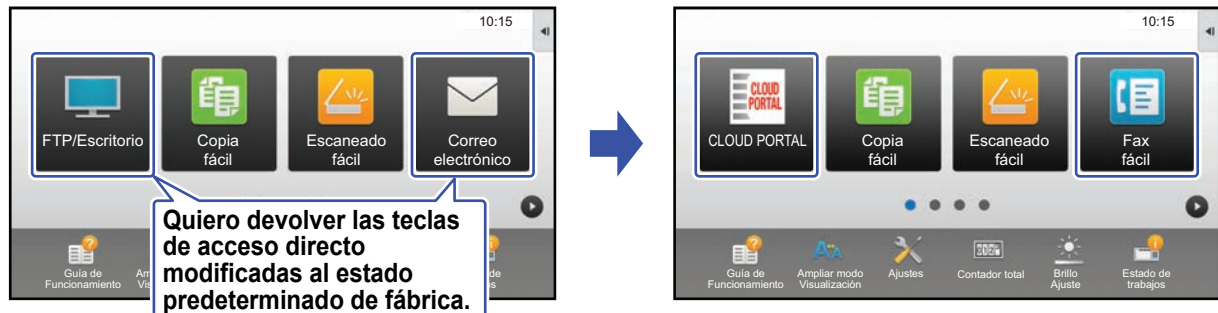 10:15
FTP/Escritorio
Copia
fácil
Escaneado
fácil
Correo
electrónico
Quiero devolver las teclas
de acceso directo
modificadas al estado
predeterminado de fábrica.
Guía de
Funcionamiento
10:15
CLOUD
PORTAL
CLOUD PORTAL
Copia
fácil
Escaneado
fácil
Fax
fácil
Guía de
Funcionamiento
Ampliar modo
Visualización
Ajustes
Contador total
Brillo
Ajuste
Estado de
trabajos